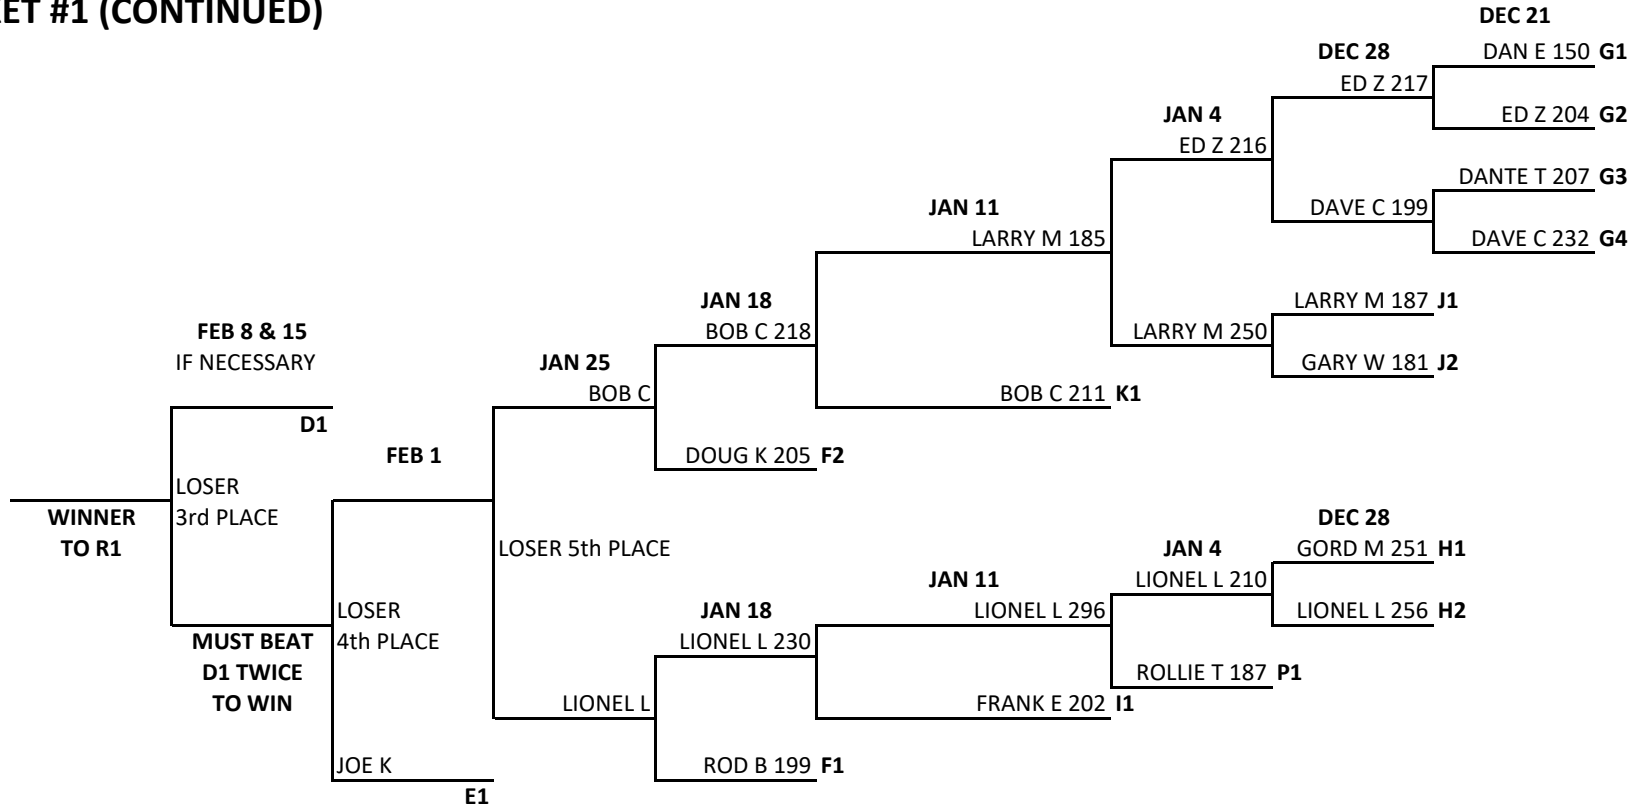 ET #1 (CONTINUED)
DEC 21
DEC 28
DAN E 150 G1
ED Z 217
JAN 4
ED Z 204 G2
ED Z 216
DANTE T 207 G3
JAN 11
DAVE C 199
LARRY M 185
DAVE C 232 G4
JAN 18
LARRY M 187 J1
FEB 8 & 15
BOB C 218
LARRY M 250
IF NECESSARY
JAN 25
GARY W 181 J2
BOB C
BOB C 211 K1
D1
FEB 1
DOUG K 205 F2
LOSER
WINNER
3rd PLACE
DEC 28
TO R1
LOSER 5th PLACE
JAN 4
GORD M 251 H1
JAN 11
LIONEL L 210
LOSER
JAN 18
LIONEL L 296
LIONEL L 256 H2
MUST BEAT
4th PLACE
LIONEL L 230
D1 TWICE
ROLLIE T 187 P1
TO WIN
LIONEL L
FRANK E 202 I1
JOE K
ROD B 199 F1
E1